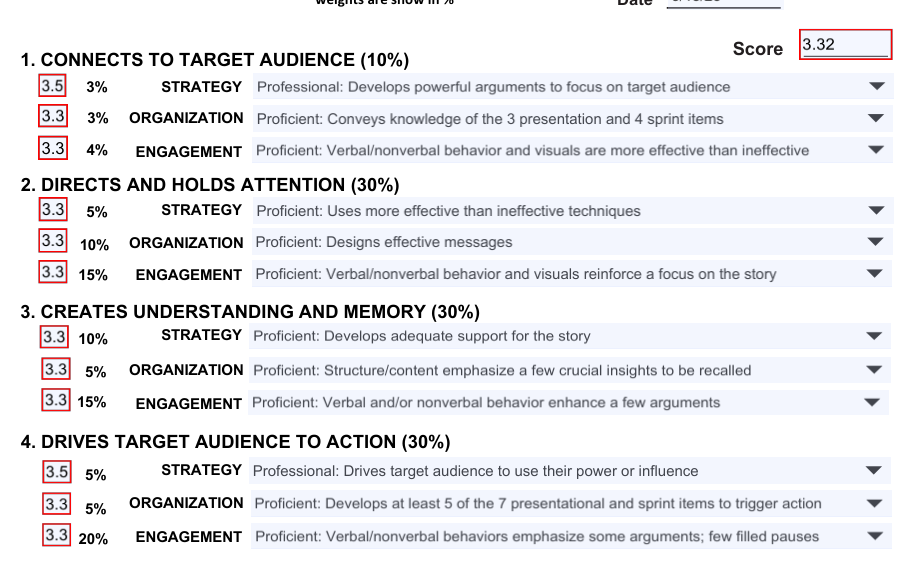 weights are show in %
Date
Score 3.32
1. CONNECTS TO TARGET AUDIENCE (10%)
3.5 3% STRATEGY Professional: Develops powerful arguments to focus on target audience
3.3 3% ORGANIZATION Proficient: Conveys knowledge of the 3 presentation and 4 sprint items
3.3 4% ENGAGEMENT Proficient: Verbal/nonverbal behavior and visuals are more effective than ineffective
2. DIRECTS AND HOLDS ATTENTION (30%)
3.3 5% STRATEGY Proficient: Uses more effective than ineffective techniques
3.3 10% ORGANIZATION Proficient: Designs effective messages
3.3 15% ENGAGEMENT Proficient: Verbal/nonverbal behavior and visuals reinforce a focus on the story
3. CREATES UNDERSTANDING AND MEMORY (30%)
3.3 10% STRATEGY Proficient: Develops adequate support for the story
3.3 5% ORGANIZATION Proficient: Structure/content emphasize a few crucial insights to be recalled
3.3 15% ENGAGEMENT Proficient: Verbal and/or nonverbal behavior enhance a few arguments
4. DRIVES TARGET AUDIENCE TO ACTION (30%)
3.5 5% STRATEGY Professional: Drives target audience to use their power or influence
3.3 5% ORGANIZATION Proficient: Develops at least 5 of the 7 presentational and sprint items to trigger action
3.3 20% ENGAGEMENT Proficient: Verbal/nonverbal behaviors emphasize some arguments; few filled pauses